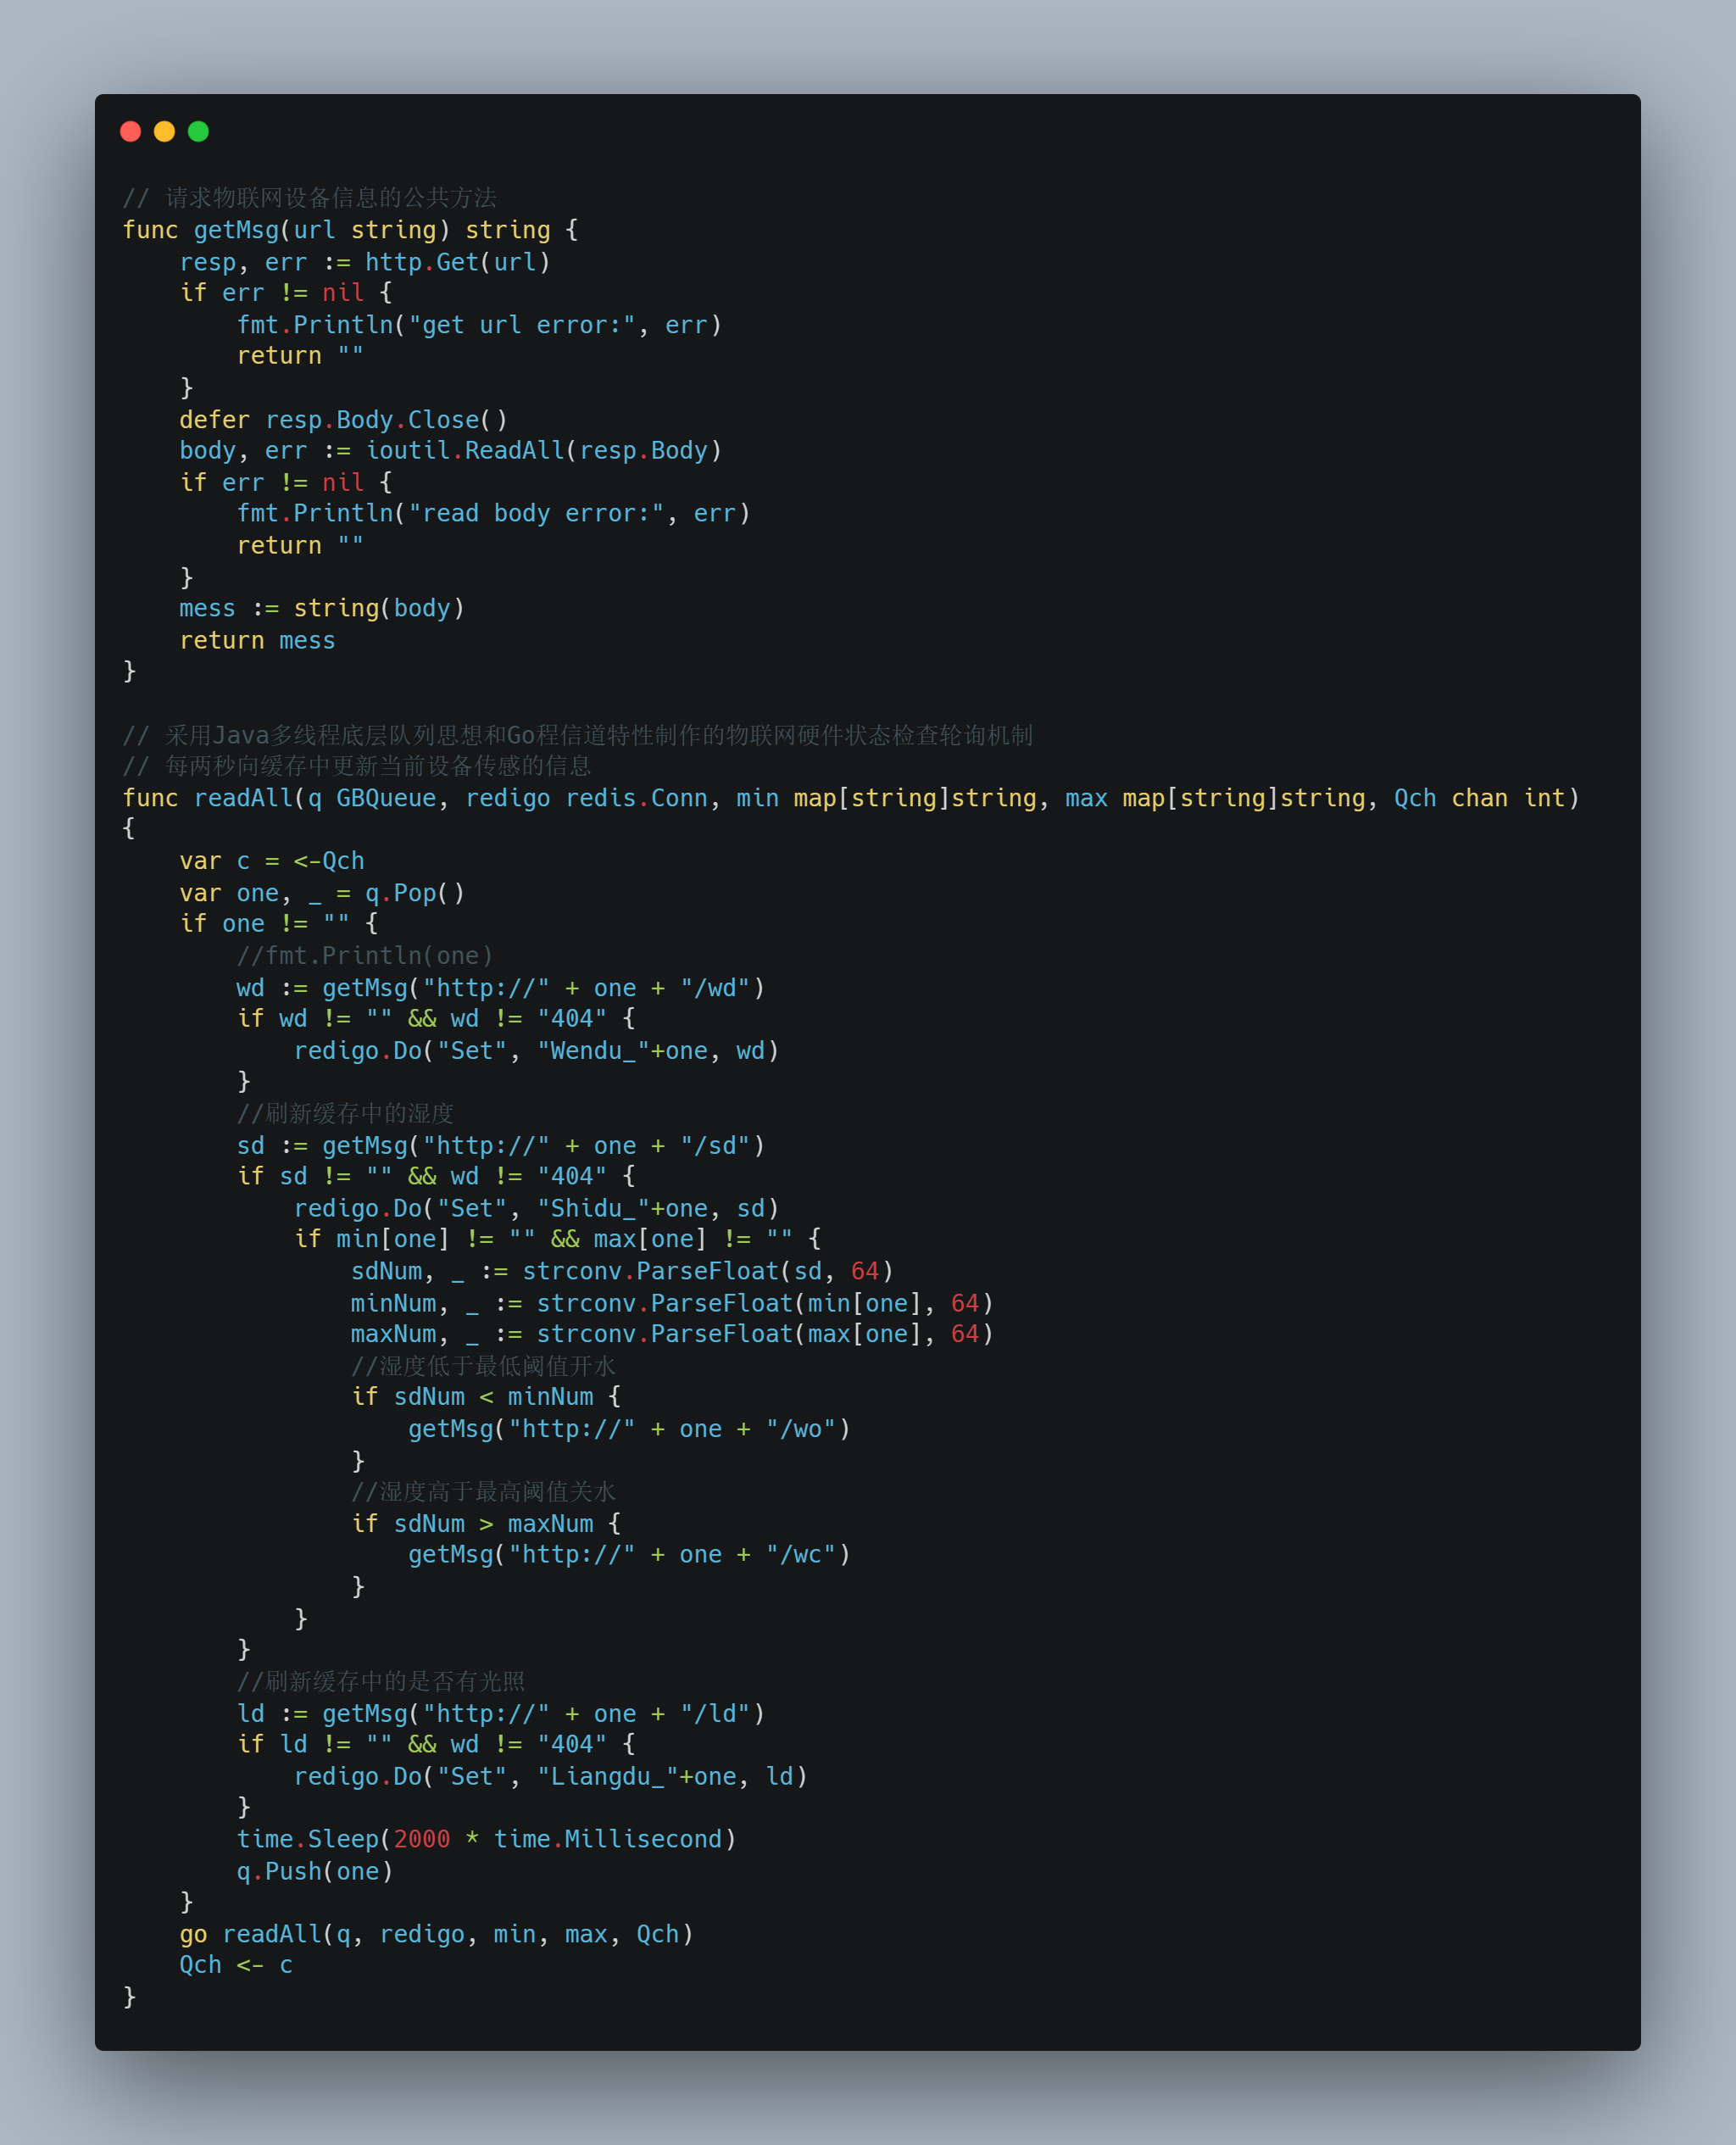 // 请求物联网设备信息的公共方法
func getMsg(url string) string {
    resp, err := http.Get(url)
    if err != nil {
        fmt.Println("get url error:", err)
        return ""
    }
    defer resp.Body.Close()
    body, err := ioutil.ReadAll(resp.Body)
    if err != nil {
        fmt.Println("read body error:", err)
        return ""
    }
    mess := string(body)
    return mess
}

// 采用Java多线程底层队列思想和Go程信道特性制作的物联网硬件状态检查轮询机制
// 每两秒向缓存中更新当前设备传感的信息
func readAll(q GBQueue, redigo redis.Conn, min map[string]string, max map[string]string, Qch chan int)
{
    var c = <-Qch
    var one, _ = q.Pop()
    if one != "" {
        //fmt.Println(one)
        wd := getMsg("http://" + one + "/wd")
        if wd != "" && wd != "404" {
            redigo.Do("Set", "Wendu_"+one, wd)
        }
        //刷新缓存中的湿度
        sd := getMsg("http://" + one + "/sd")
        if sd != "" && wd != "404" {
            redigo.Do("Set", "Shidu_"+one, sd)
            if min[one] != "" && max[one] != "" {
                sdNum, _ := strconv.ParseFloat(sd, 64)
                minNum, _ := strconv.ParseFloat(min[one], 64)
                maxNum, _ := strconv.ParseFloat(max[one], 64)
                //湿度低于最低阈值开水
                if sdNum < minNum {
                    getMsg("http://" + one + "/wo")
                }
                //湿度高于最高阈值关水
                if sdNum > maxNum {
                    getMsg("http://" + one + "/wc")
                }
            }
        }
        //刷新缓存中的是否有光照
        ld := getMsg("http://" + one + "/ld")
        if ld != "" && wd != "404" {
            redigo.Do("Set", "Liangdu_"+one, ld)
        }
        time.Sleep(2000 * time.Millisecond)
        q.Push(one)
    }
    go readAll(q, redigo, min, max, Qch)
    Qch <- c
}